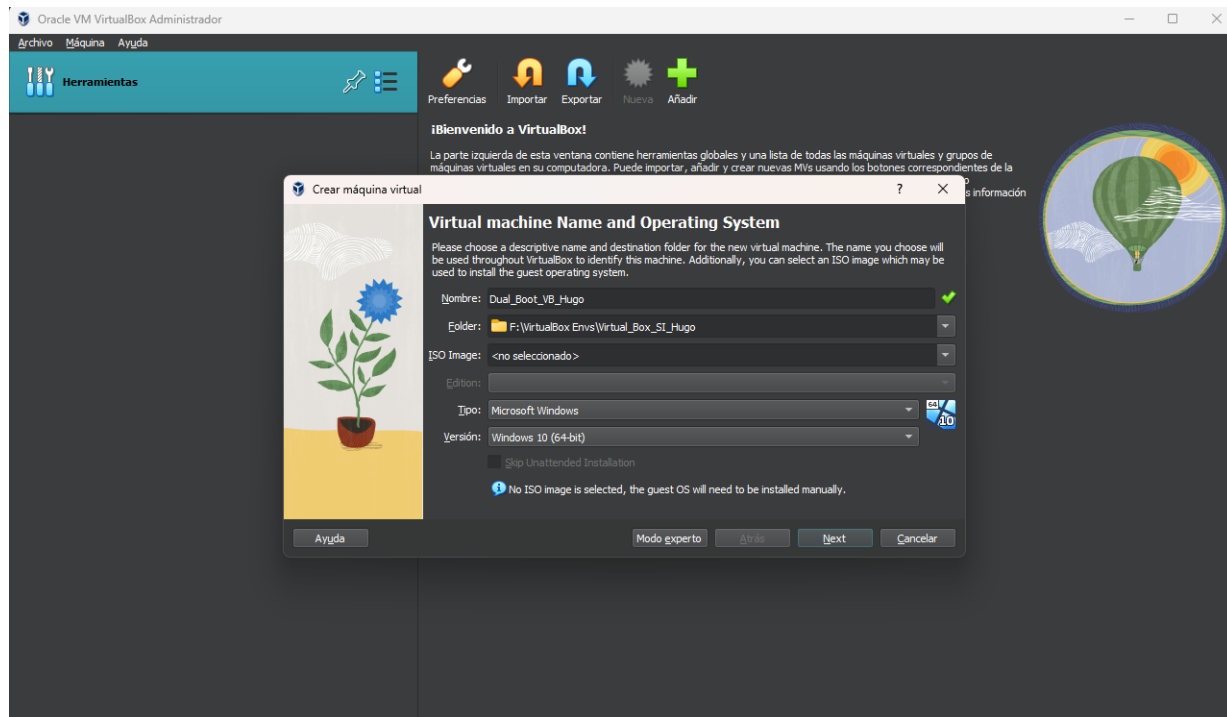 Oracle VM VirtualBox Administrador
Archivo Máquina Ayuda
Herramientas
Preferencias Importar Exportar Nueva Añadir
¡Bienvenido a VirtualBox!
La parte izquierda de esta ventana contiene herramientas globales y una lista de todas las máquinas virtuales y grupos de
máquinas virtuales en su computadora. Puede importar, añadir y crear nuevas MVs usando los botones correspondientes de la
s información
Crear máquina virtual ?
Virtual machine Name and Operating System
Please choose a descriptive name and destination folder for the new virtual machine. The name you choose will
be used throughout VirtualBox to identify this machine. Additionally, you can select an ISO image which may be
used to install the guest operating system.
Nombre: Dual_Boot_VB_Hugo
Folder: F:\VirtualBox Envs\Virtual_Box_SI_Hugo
ISO Image: <no seleccionado>
Edition:
Tipo: Microsoft Windows
64
10
Versión: Windows 10 (64-bit)
Skip Unattended Installation
No ISO image is selected, the guest OS will need to be installed manually.
Ayuda Modo experto Atrás Next Cancelar